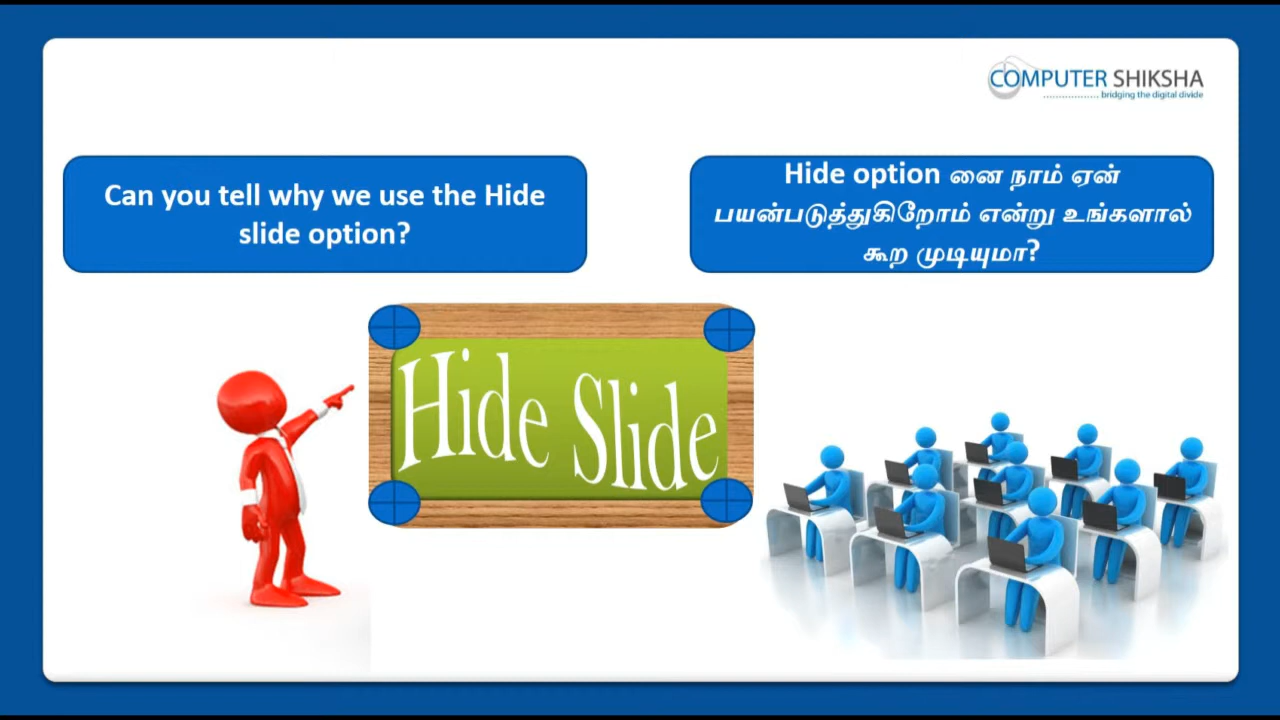 COMPUTER SHIKSHA
bridging the digital divide
Can you tell why we use the Hide
slide option?
Hide option னை நாம் ஏன்
பயன்படுத்துகிறோம் என்று உங்களால்
கூற முடியுமா?
Hide Slide